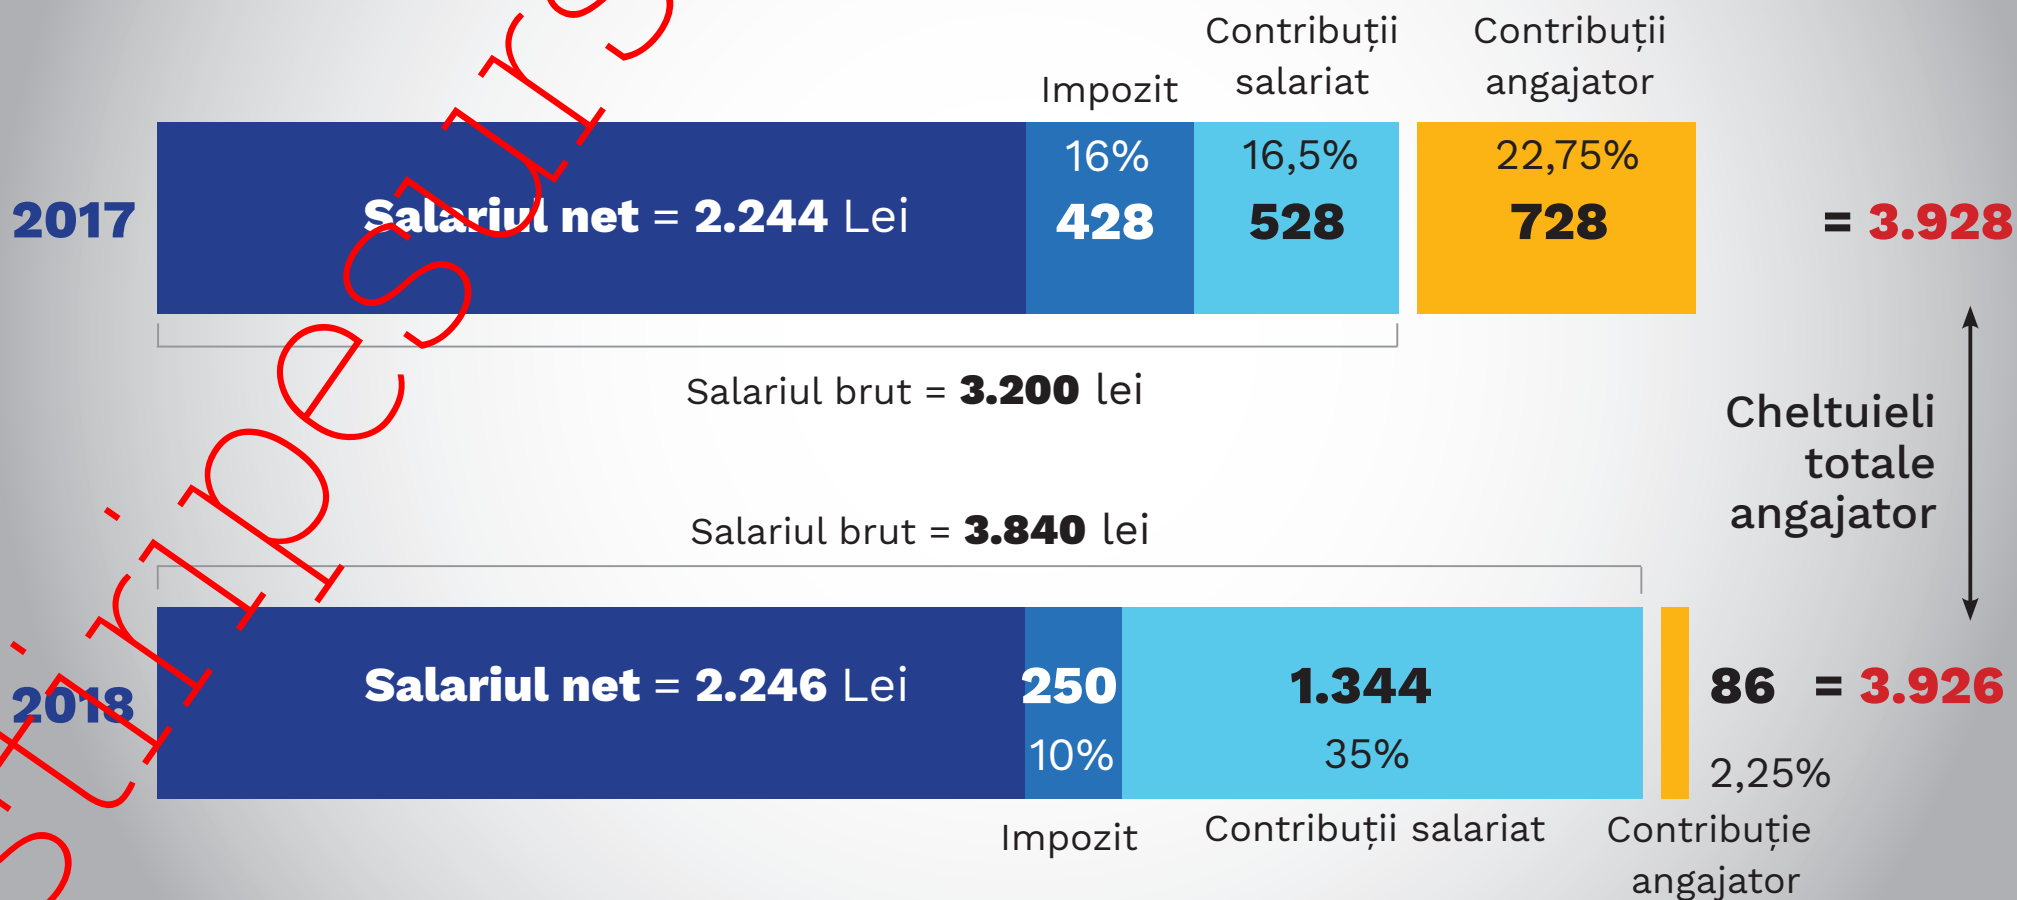 Contribuții
salariat
Contribuții
angajator
Impozit
2017
Salariul net = 2.244 Lei
16%
428
16,5%
528
22,75%
728
= 3.928
Salariul brut = 3.200 lei
Cheltuieli
totale
angajator
Salariul brut = 3.840 lei
2018
Salariul net = 2.246 Lei
250
10%
1.344
35%
86 = 3.926
2,25%
Impozit
Contribuții salariat
Contribuție
angajator
stiripesurs